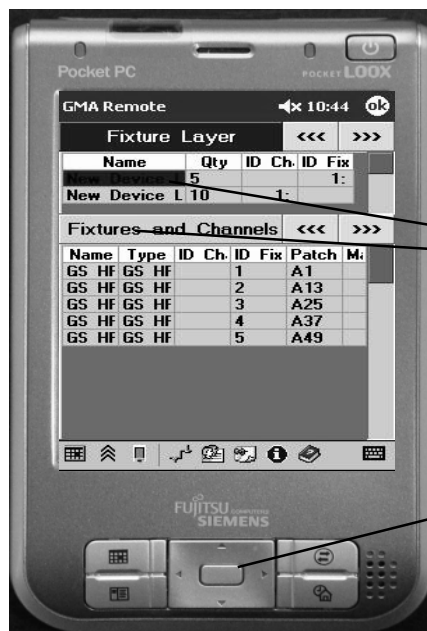 Pocket PC
POCKET LOOX
GMA Remote 10:44 ok
Fixture Layer <<< >>>
Name Qty ID Ch. ID Fix
New Device L 5 1:
New Device L 10 1:
Fixtures and Channels <<< >>>
Name Type ID Ch. ID Fix Patch
GS HF GS HF 1 A1
GS HF GS HF 2 A13
GS HF GS HF 3 A25
GS HF GS HF 4 A37
GS HF GS HF 5 A49
FUJITSU COMPUTERS
SIEMENS